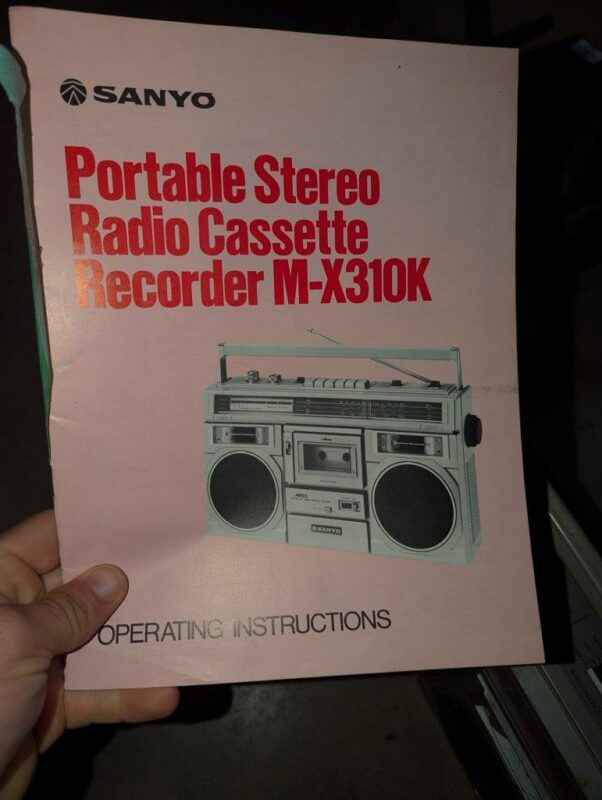 SANYO
Portable Stereo
Radio Cassette
Recorder M-X310K
SANYO
OPERATING INSTRUCTIONS